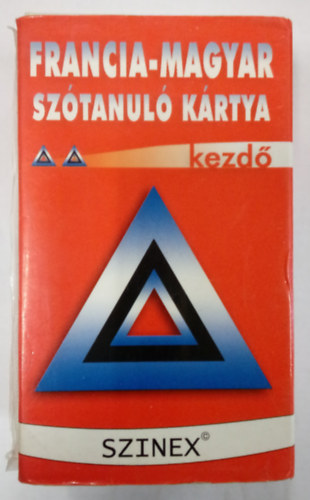 FRANCIA-MAGYAR
SZÓTANULÓ KÁRTYA
kezdő
SZINEX©